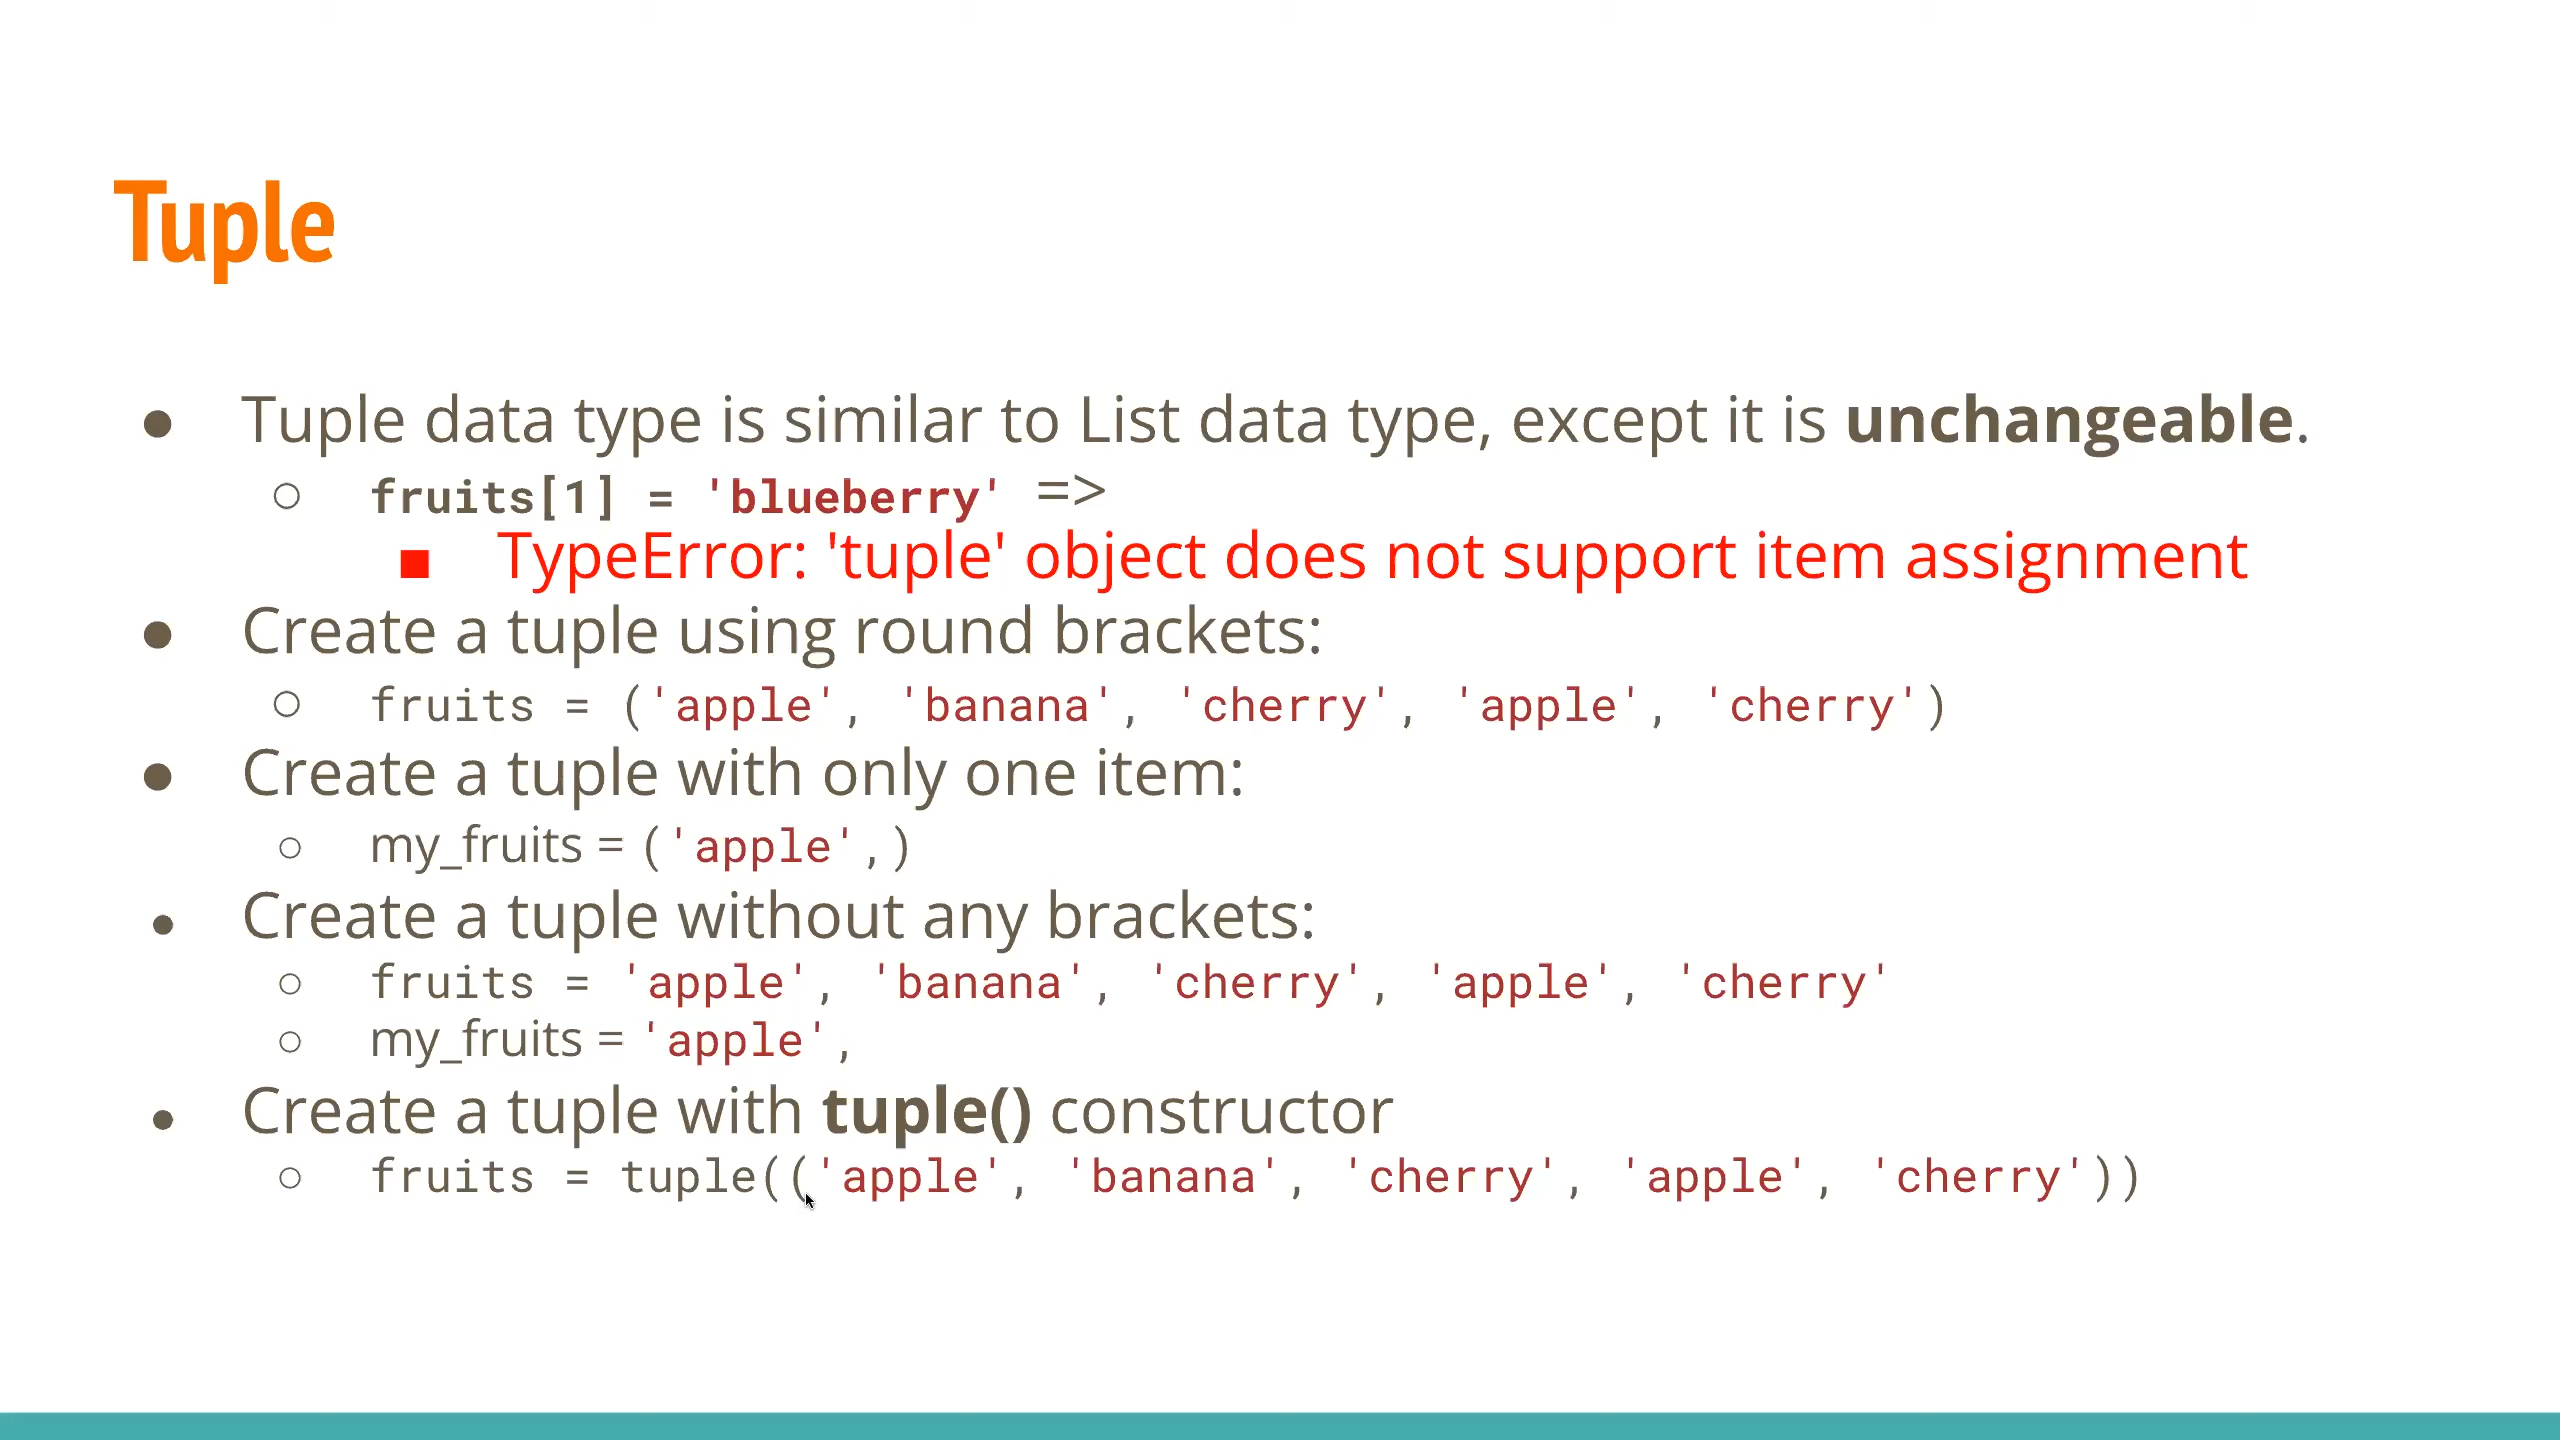 Tuple
● Tuple data type is similar to List data type, except it is unchangeable.
○ fruits[1] = 'blueberry' =>
■ TypeError: 'tuple' object does not support item assignment
● Create a tuple using round brackets:
○ fruits = ('apple', 'banana', 'cherry', 'apple', 'cherry')
● Create a tuple with only one item:
○ my_fruits = ('apple',)
● Create a tuple without any brackets:
○ fruits = 'apple', 'banana', 'cherry', 'apple', 'cherry'
○ my_fruits = 'apple',
● Create a tuple with tuple() constructor
○ fruits = tuple(('apple', 'banana', 'cherry', 'apple', 'cherry'))